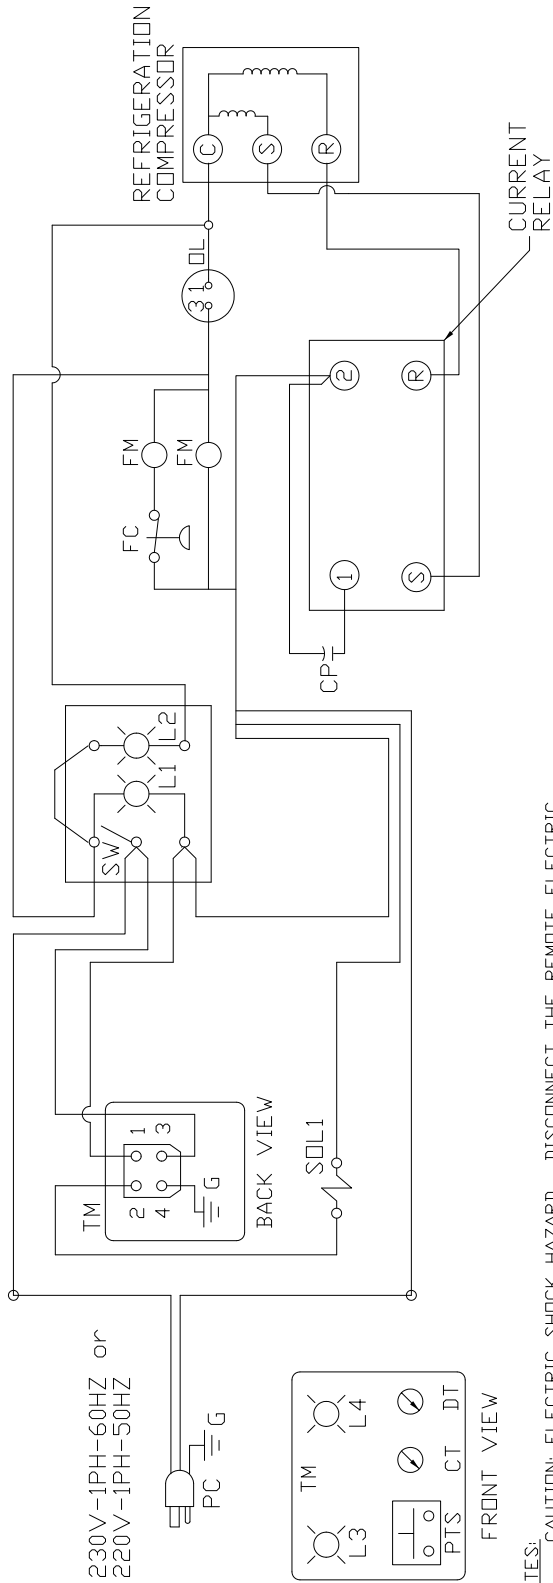 230V-1PH-60HZ or
220V-1PH-50HZ
PC
G
TM
2
1
4
3
G
BACK VIEW
SOL1
SW
L1
L2
FC
FM
FM
OL
3 1
REFRIGERATION
COMPRESSOR
C
S
R
CP
1
2
S
R
CURRENT
RELAY
TM
L3
L4
PTS
CT
DT
FRONT VIEW
TES:
CAUTION: ELECTRIC SHOCK HAZARD. DISCONNECT THE REMOTE ELECTRIC